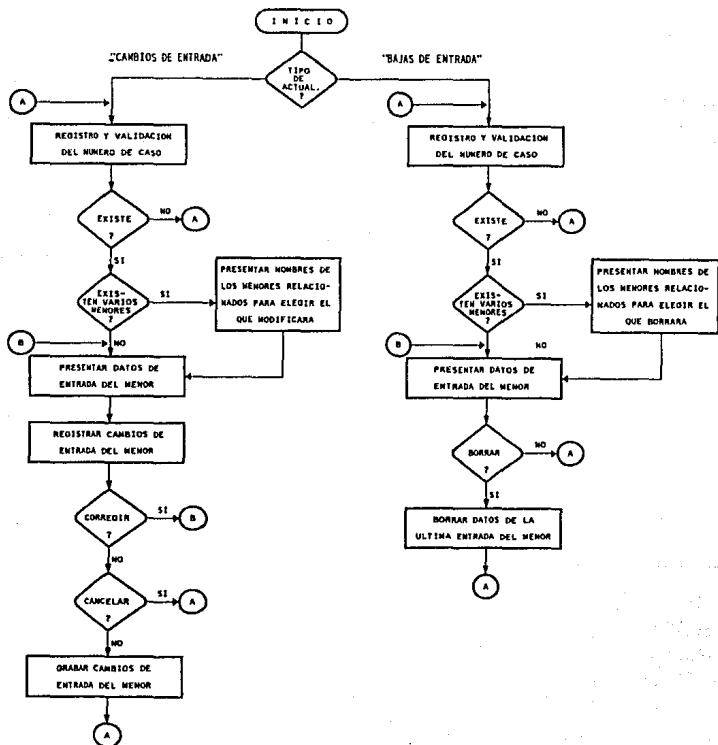 INICIO
"CAMBIOS DE ENTRADA"
"BAJAS DE ENTRADA"
TIPO
DE
ACTUAL.
?
A
REGISTRO Y VALIDACION
DEL NUMERO DE CASO
EXISTE
?
NO
A
SI
EXIS-
TEN VARIOS
MENORES
?
SI
PRESENTAR NOMBRES DE
LOS MENORES RELACIO-
NADOS PARA ELEGIR EL
QUE MODIFICARA
B
NO
PRESENTAR DATOS DE
ENTRADA DEL MENOR
REGISTRAR CAMBIOS DE
ENTRADA DEL MENOR
CORREGIR
?
SI
B
NO
CANCELAR
?
SI
A
NO
GRABAR CAMBIOS DE
ENTRADA DEL MENOR
A
A
REGISTRO Y VALIDACION
DEL NUMERO DE CASO
EXISTE
?
NO
A
SI
EXIS-
TEN VARIOS
MENORES
?
SI
PRESENTAR NOMBRES DE
LOS MENORES RELACIO-
NADOS PARA ELEGIR EL
QUE BORRARA
B
NO
PRESENTAR DATOS DE
ENTRADA DEL MENOR
BORRAR
?
NO
A
SI
BORRAR DATOS DE LA
ULTIMA ENTRADA DEL MENOR
A